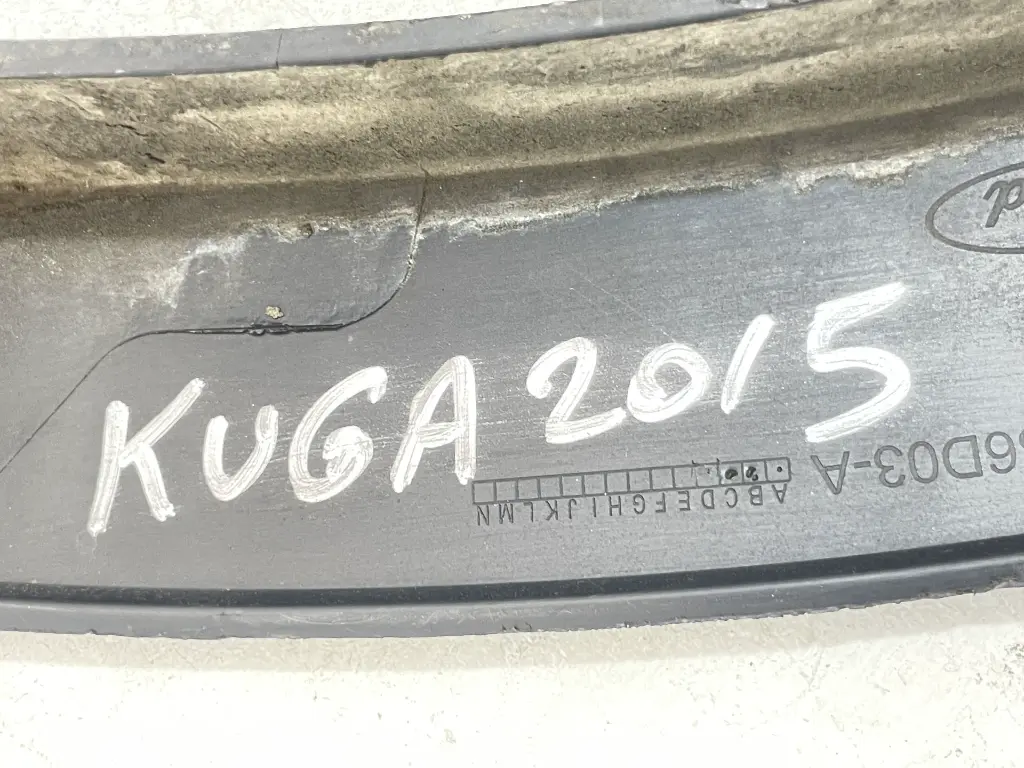 KUGA 2015
6D03-A
ABCDEFGHIJKLMN